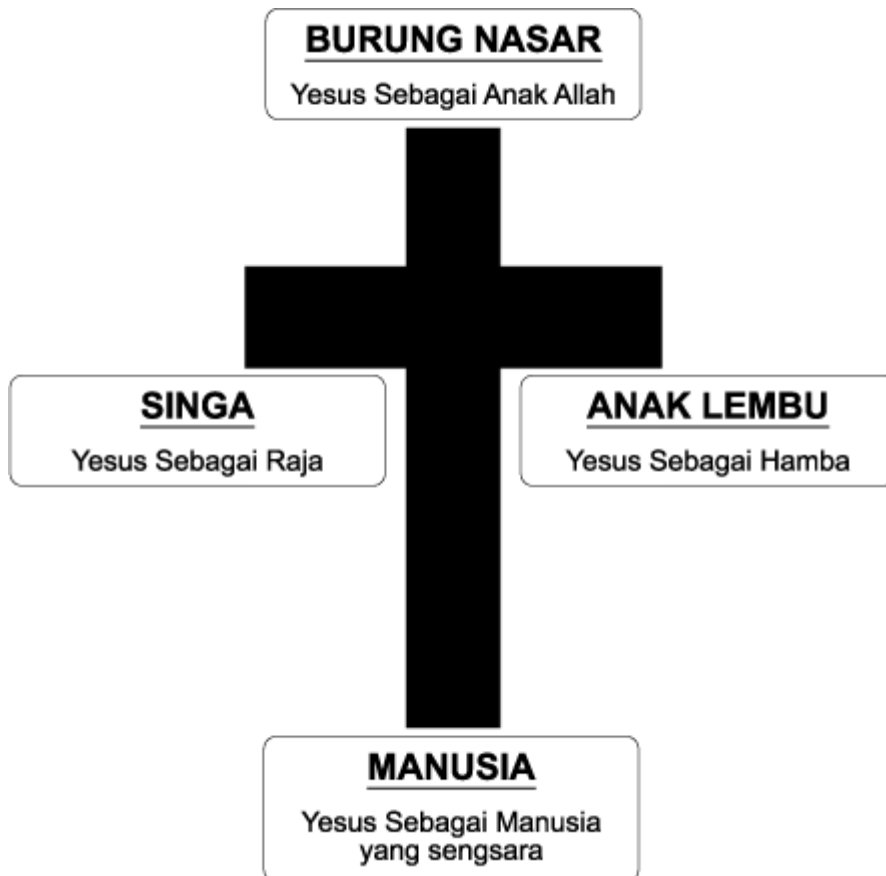 BURUNG NASAR
Yesus Sebagai Anak Allah
SINGA
Yesus Sebagai Raja
ANAK LEMBU
Yesus Sebagai Hamba
MANUSIA
Yesus Sebagai Manusia
yang sengsara